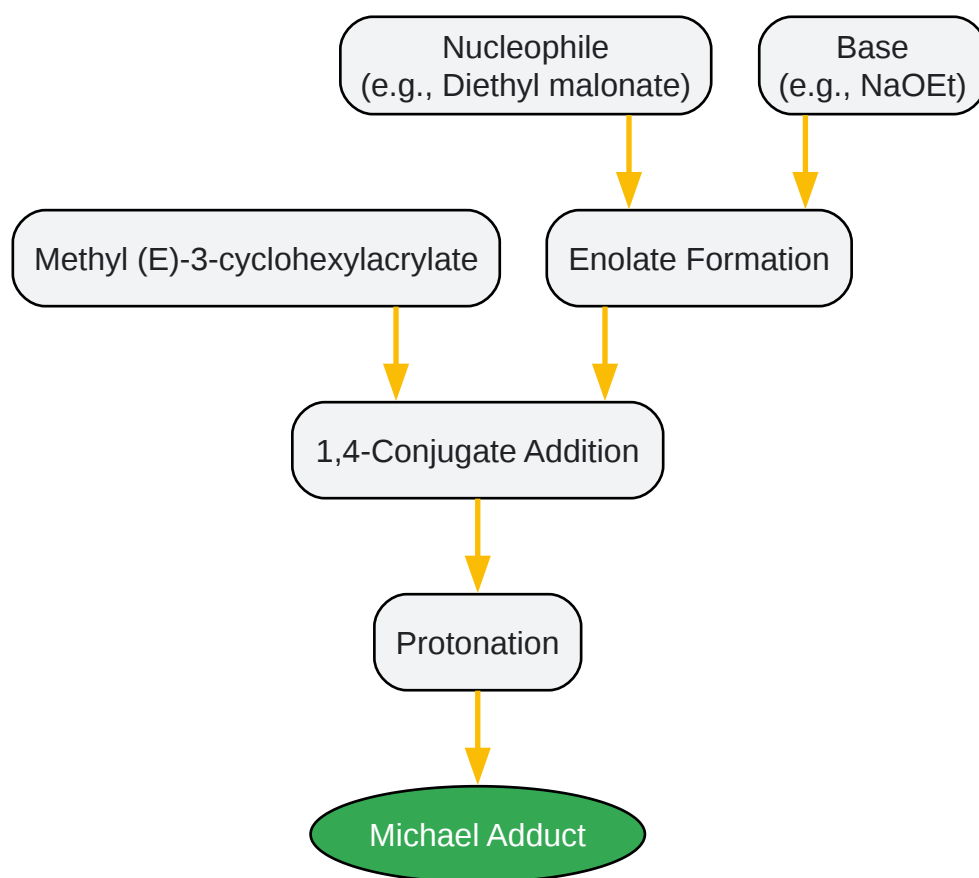 Nucleophile
(e.g., Diethyl malonate)
Base
(e.g., NaOEt)
Methyl (E)-3-cyclohexylacrylate
Enolate Formation
1,4-Conjugate Addition
Protonation
Michael Adduct